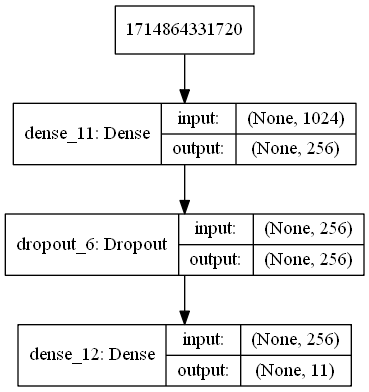 1714864331720
dense_11: Dense
input:
(None, 1024)
output:
(None, 256)
dropout_6: Dropout
input:
(None, 256)
output:
(None, 256)
dense_12: Dense
input:
(None, 256)
output:
(None, 11)